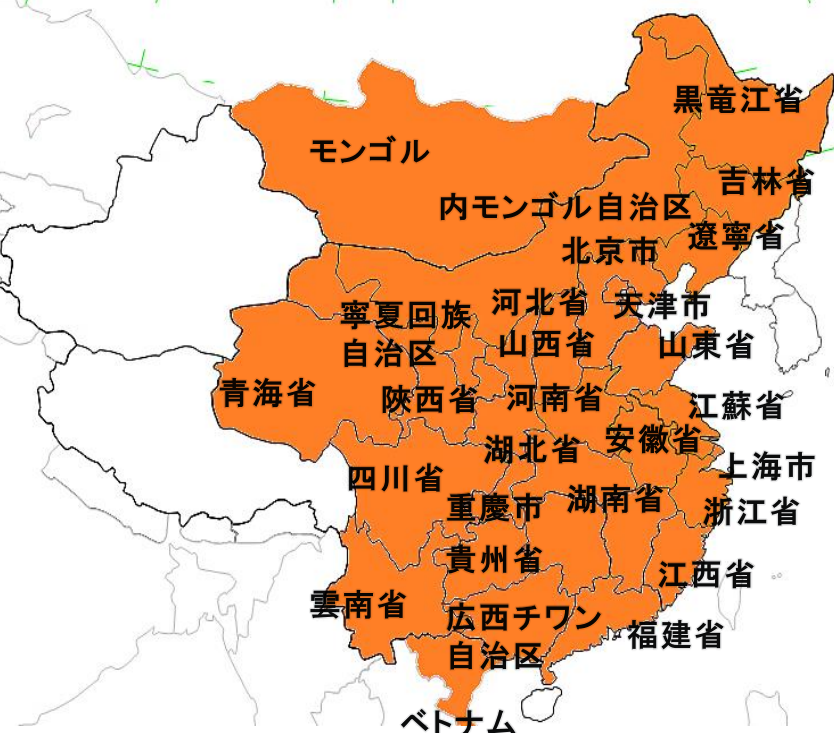 黒竜江省
モンゴル
吉林省
内モンゴル自治区
遼寧省
北京市
河北省
天津市
寧夏回族
自治区
山西省
山東省
青海省
陝西省
河南省
江蘇省
安徽省
湖北省
上海市
四川省
重慶市
湖南省
浙江省
貴州省
江西省
雲南省
広西チワン
自治区
福建省
ベトナム